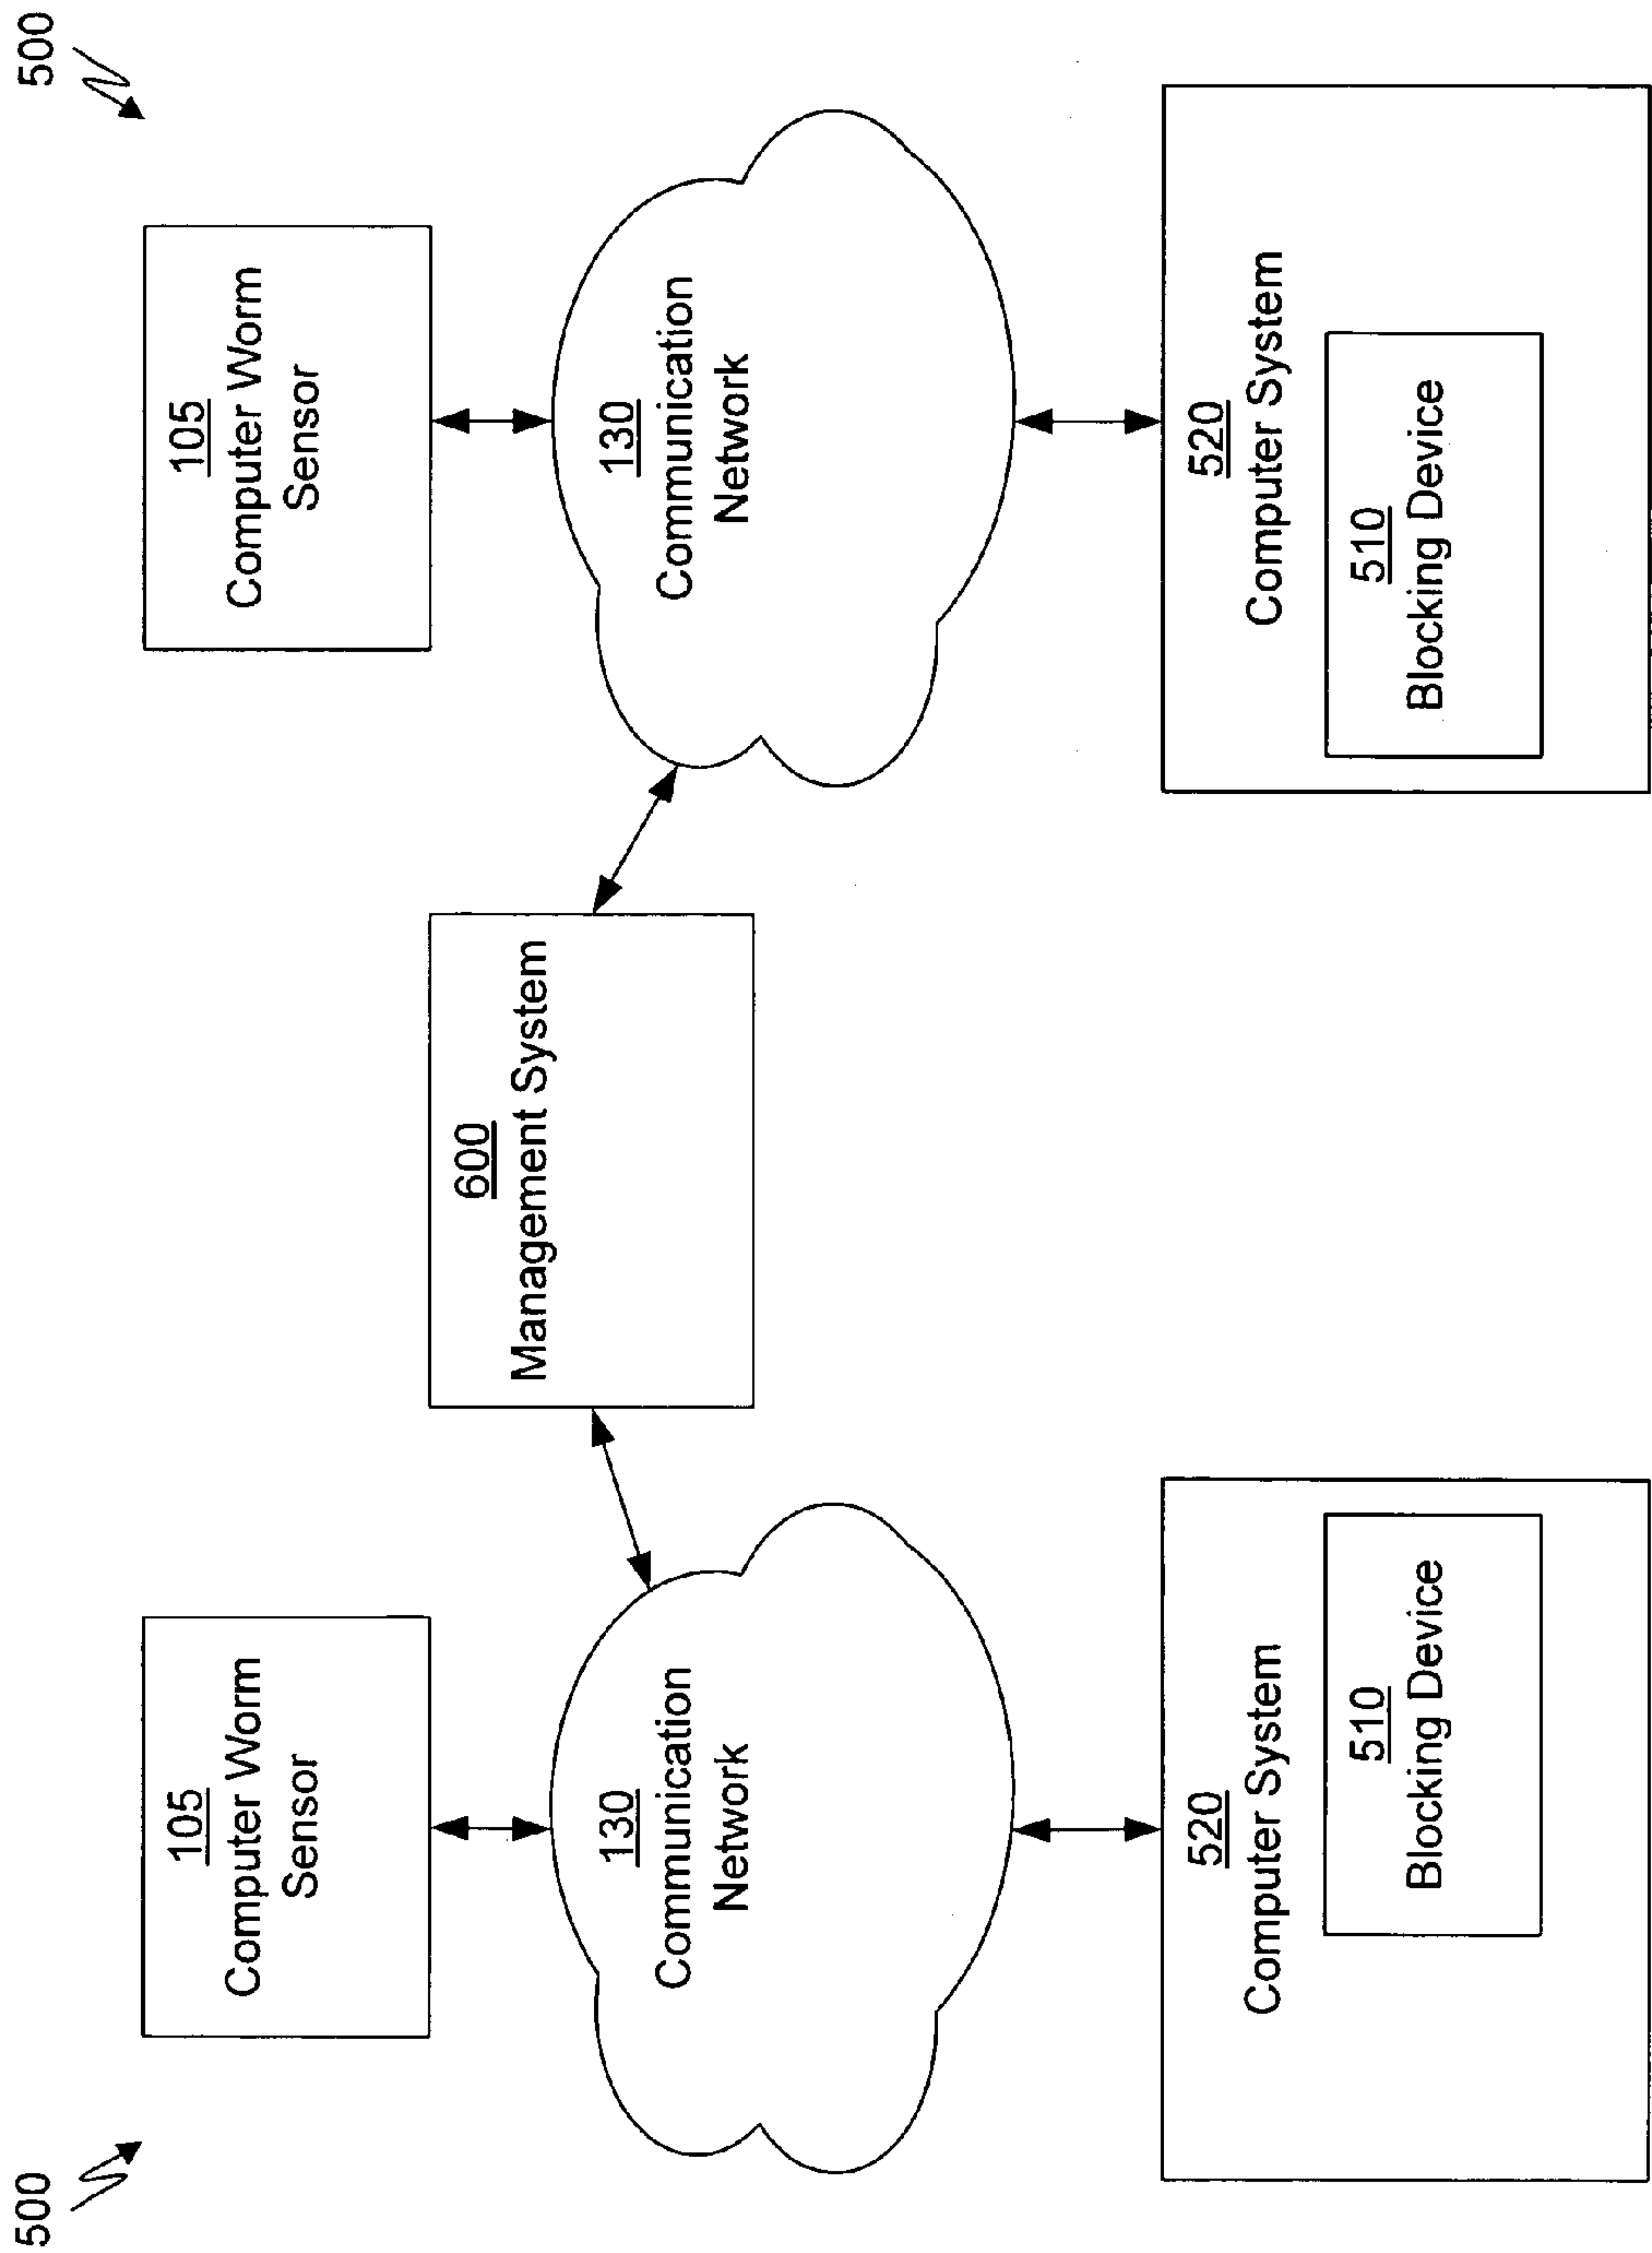 500
500
105
Computer Worm
Sensor
105
Computer Worm
Sensor
600
Management System
130
Communication
Network
130
Communication
Network
520
Computer System
510
Blocking Device
520
Computer System
510
Blocking Device